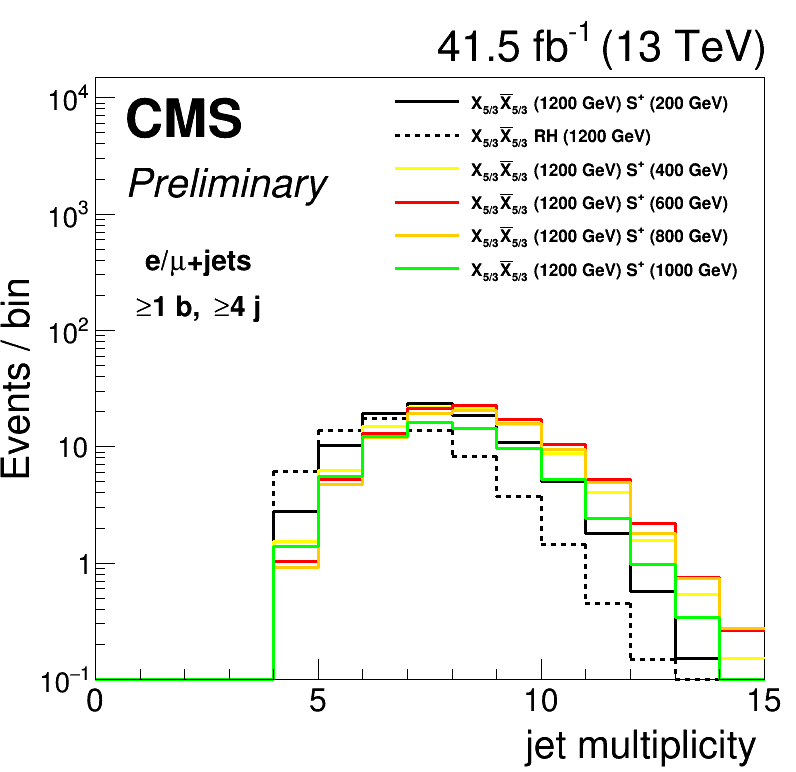 41.5 fb⁻¹ (13 TeV)
CMS
Preliminary
e/μ+jets
≥1 b, ≥4 j
X₅/₃X̅₅/₃ (1200 GeV) S⁺ (200 GeV)
X₅/₃X̅₅/₃ RH (1200 GeV)
X₅/₃X̅₅/₃ (1200 GeV) S⁺ (400 GeV)
X₅/₃X̅₅/₃ (1200 GeV) S⁺ (600 GeV)
X₅/₃X̅₅/₃ (1200 GeV) S⁺ (800 GeV)
X₅/₃X̅₅/₃ (1200 GeV) S⁺ (1000 GeV)
Events / bin
10⁴
10³
10²
10
1
10⁻¹
0 5 10 15
jet multiplicity